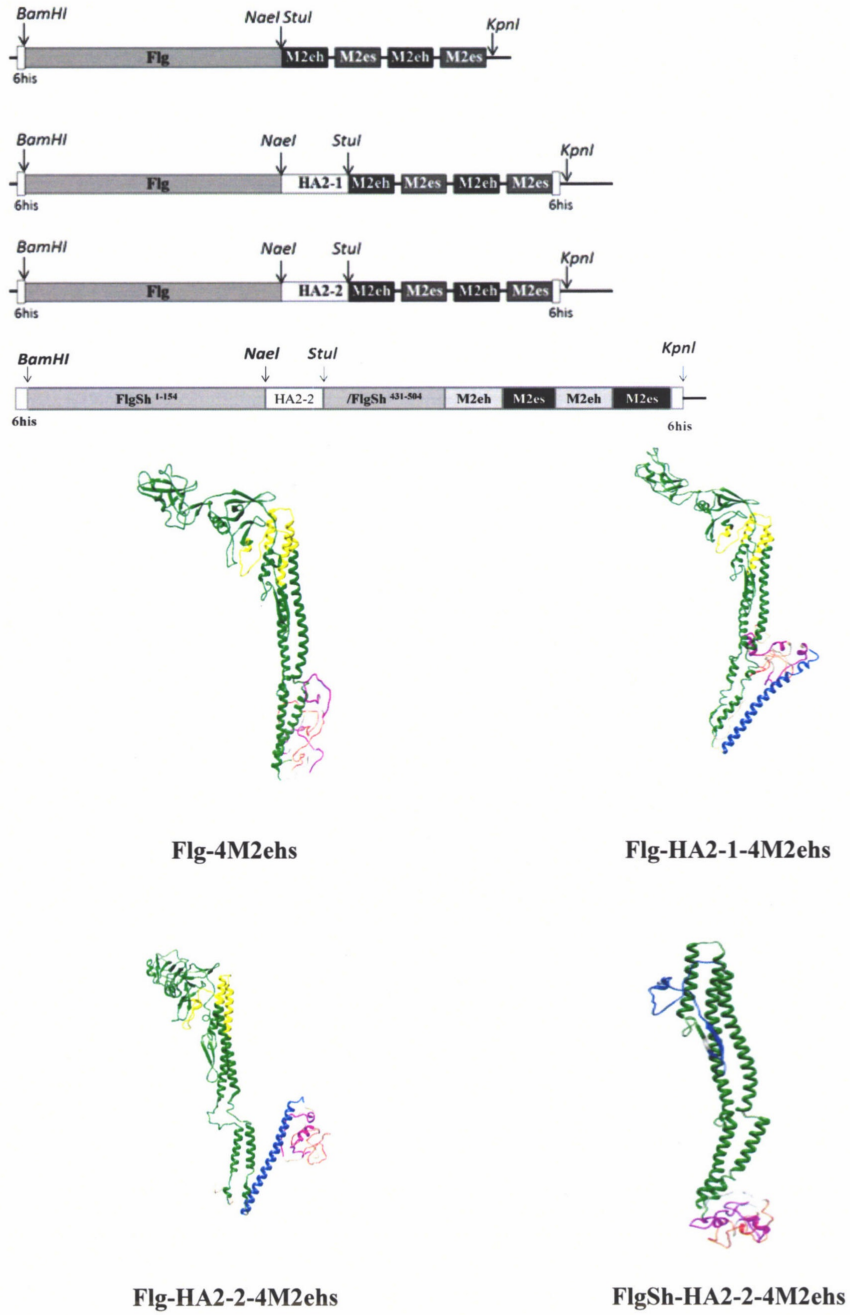 BamHI NaeI StuI KpnI
Flg M2eh M2es M2eh M2es
6his
BamHI NaeI StuI KpnI
Flg HA2-1 M2eh M2es M2eh M2es
6his 6his
BamHI NaeI StuI KpnI
Flg HA2-2 M2eh M2es M2eh M2es
6his 6his
BamHI NaeI StuI KpnI
FlgSh 1-154 HA2-2 /FlgSh 431-504 M2eh M2es M2eh M2es
6his 6his
Flg-4M2ehs Flg-HA2-1-4M2ehs
Flg-HA2-2-4M2ehs FlgSh-HA2-2-4M2ehs